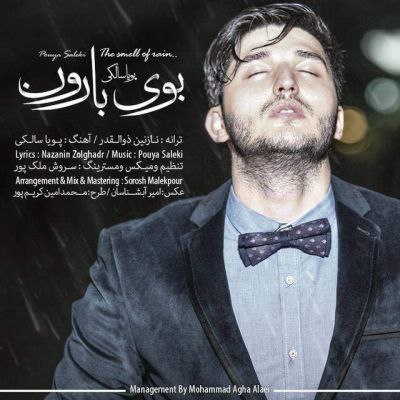 Pouya Saleki
The smell of rain..
پویا سالکی
بوی بارون
ترانه : نازنین ذوالقدر / آهنگ : پویا سالکی
Lyrics : Nazanin Zolghadr / Music : Pouya Saleki
تنظیم ومیکس ومسترینگ : سروش ملک پور
Arrangement & Mix & Mastering : Sorosh Malekpour
عکس: امیر آبشناسان / طرح: محمدامین کریم پور
Management By Mohammad Agha Alaei